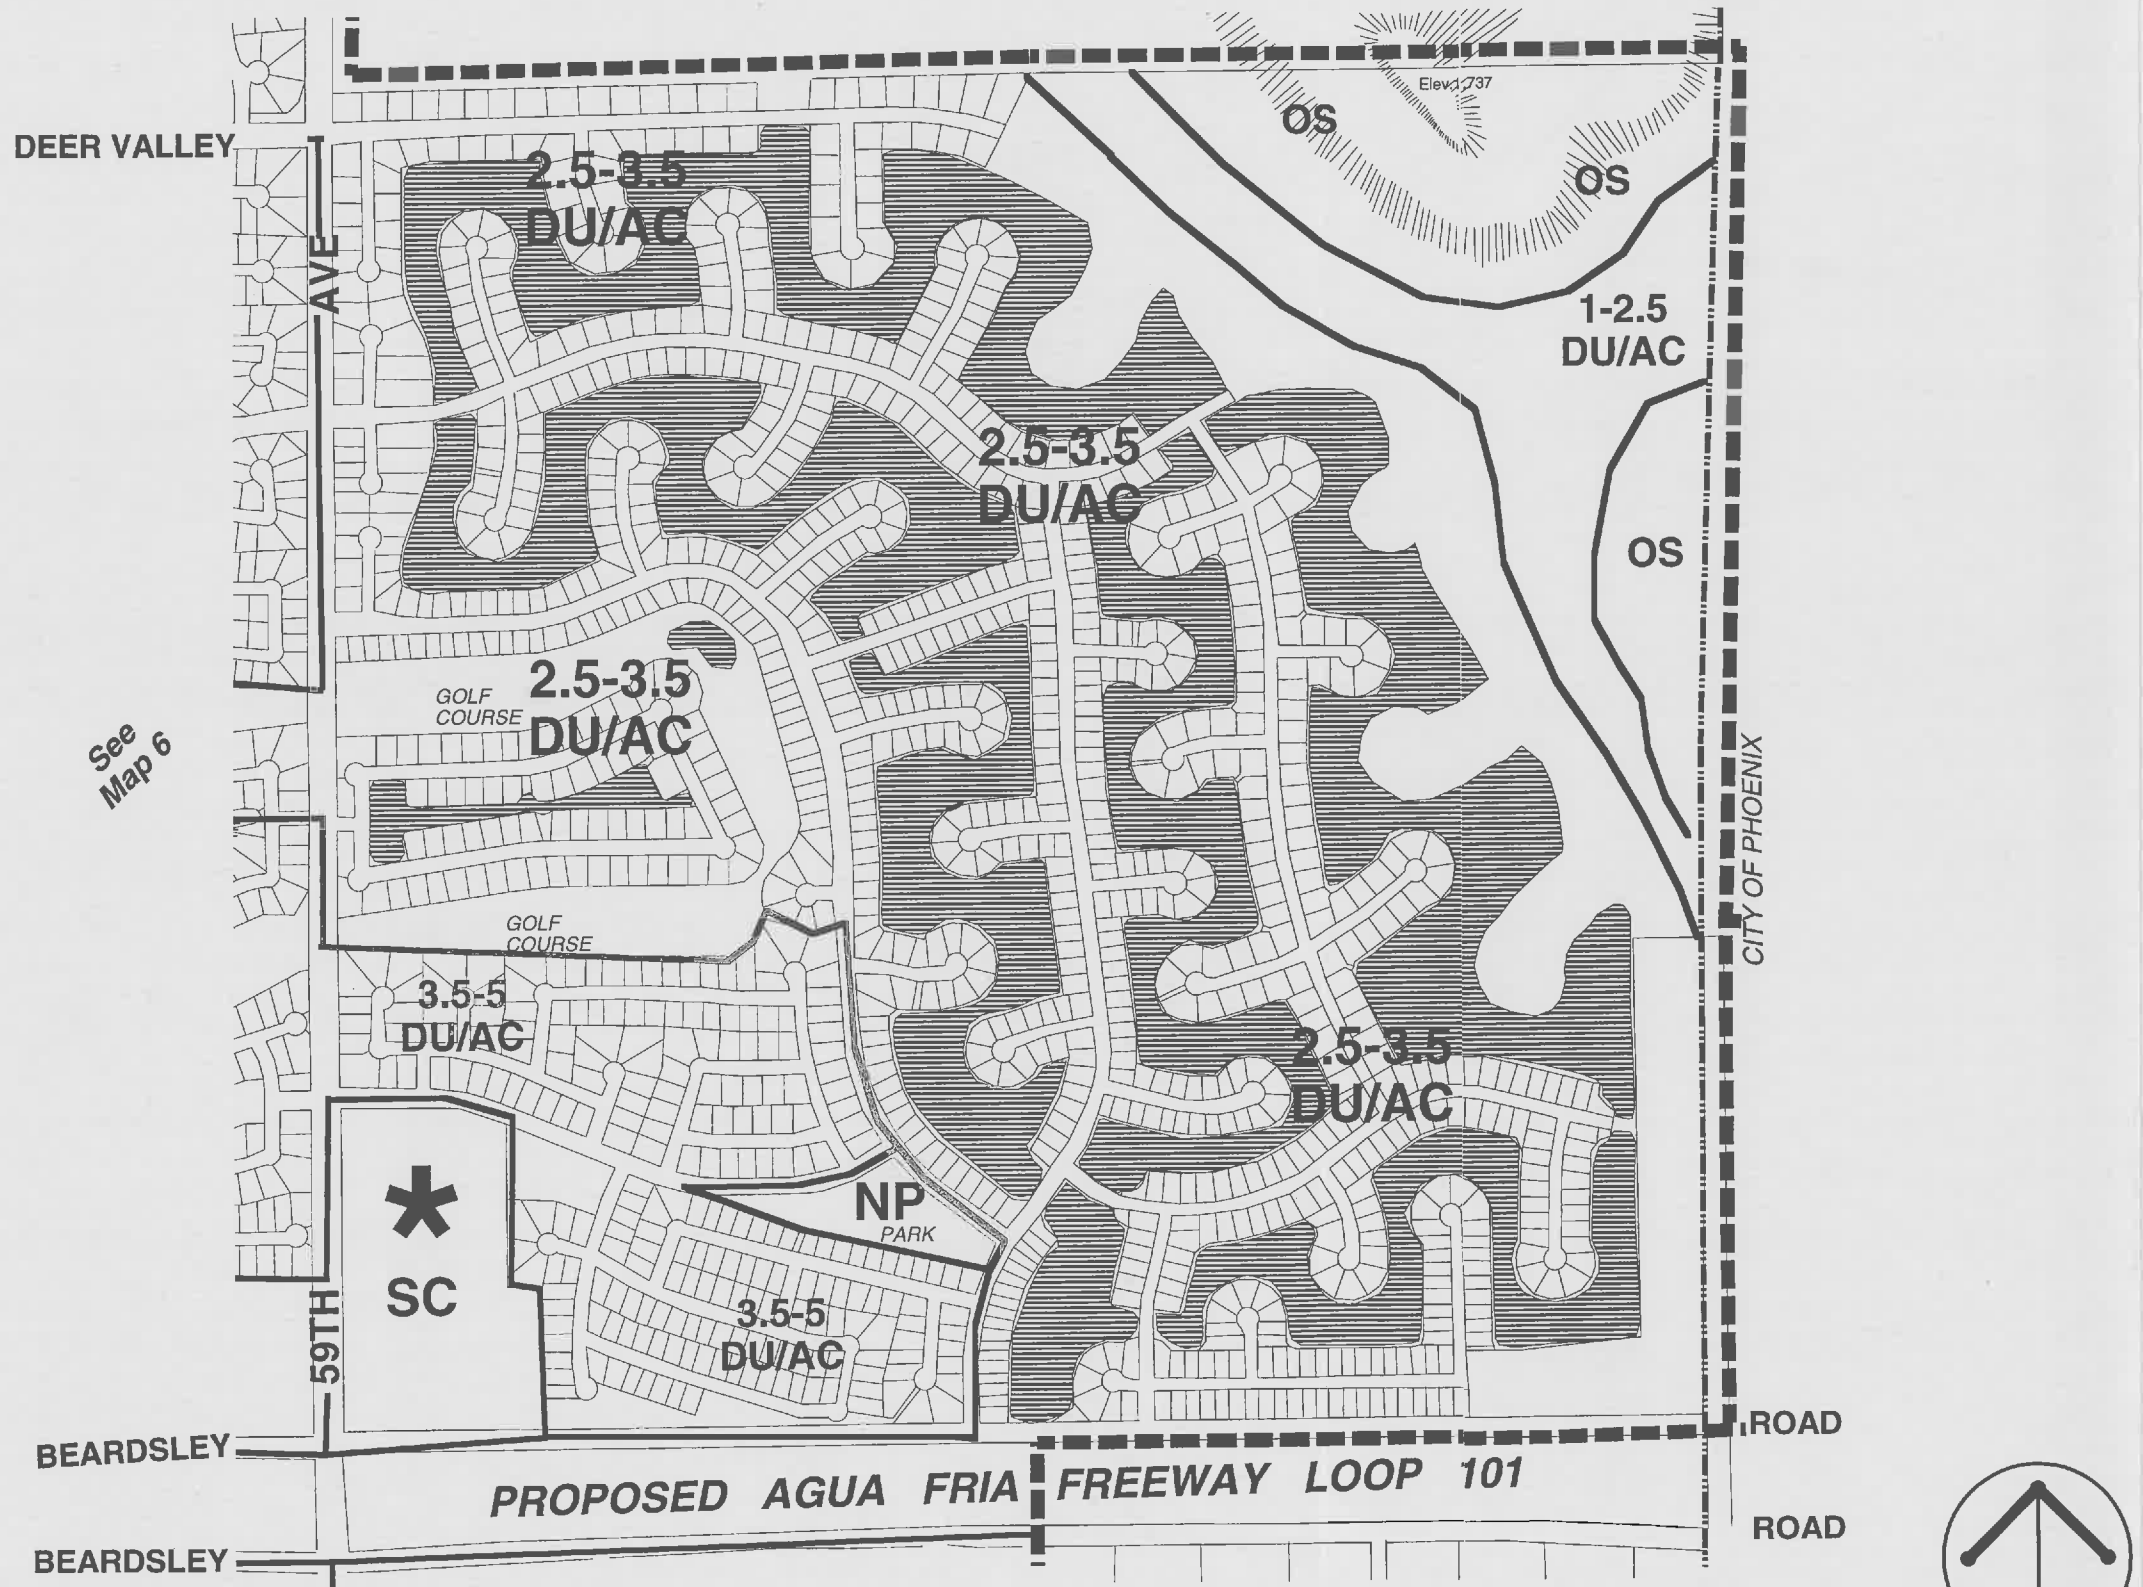 Elev.1,737
OS
DEER VALLEY
2.5-3.5
DU/AC
OS
AVE
1-2.5
DU/AC
2.5-3.5
DU/AC
OS
2.5-3.5
DU/AC
GOLF
COURSE
See
Map 6
CITY OF PHOENIX
GOLF
COURSE
3.5-5
DU/AC
2.5-3.5
DU/AC
NP
PARK
*
SC
59TH
3.5-5
DU/AC
BEARDSLEY
ROAD
PROPOSED AGUA FRIA FREEWAY LOOP 101
BEARDSLEY
ROAD